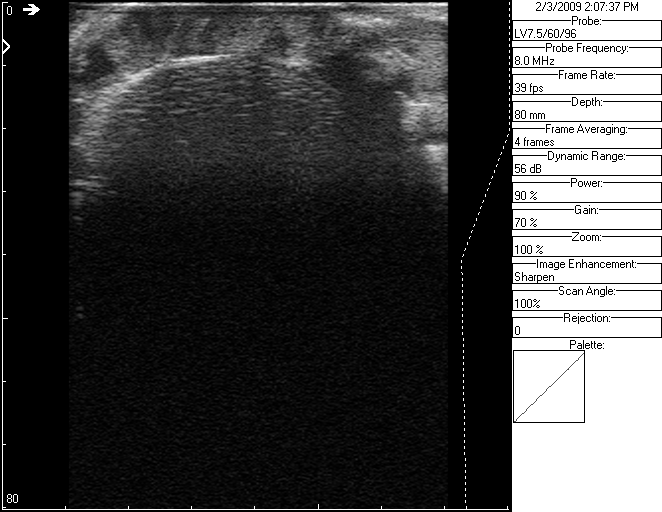 0
80
2/3/2009 2:07:37 PM
Probe:
LV7.5/60/96
Probe Frequency:
8.0 MHz
Frame Rate:
39 fps
Depth:
80 mm
Frame Averaging:
4 frames
Dynamic Range:
56 dB
Power:
90 %
Gain:
70 %
Zoom:
100 %
Image Enhancement:
Sharpen
Scan Angle:
100%
Rejection:
0
Palette: